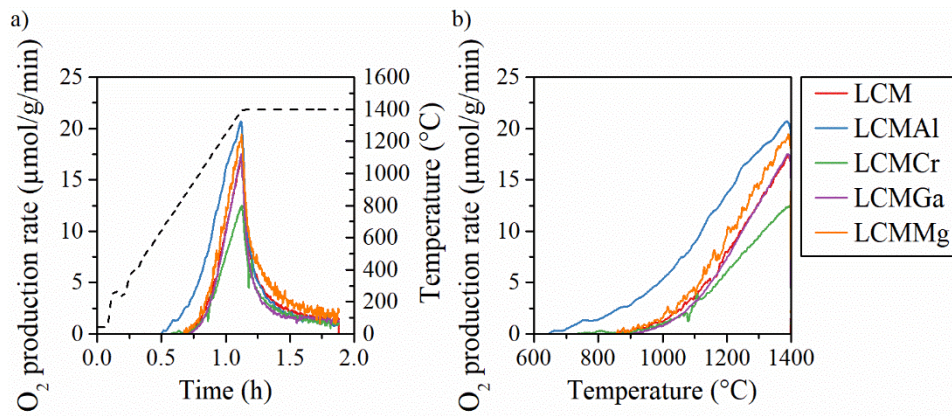 a)
O₂ production rate (µmol/g/min)
25
20
15
10
5
0
0.0
0.5
1.0
1.5
2.0
Time (h)
1600
1400
1200
1000
800
600
400
200
0
Temperature (°C)
b)
O₂ production rate (µmol/g/min)
25
20
15
10
5
0
600
800
1000
1200
1400
Temperature (°C)
LCM
LCMAl
LCMCr
LCMGa
LCMMg